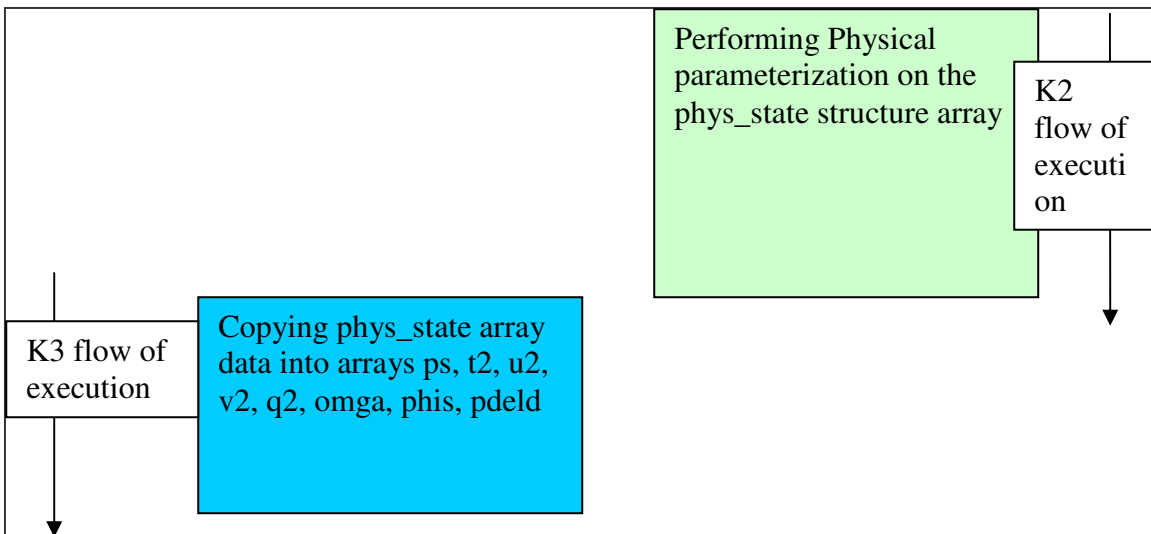 Performing Physical
parameterization on the
phys_state structure array
K2
flow of
executi
on
K3 flow of
execution
Copying phys_state array
data into arrays ps, t2, u2,
v2, q2, omga, phis, pdeld